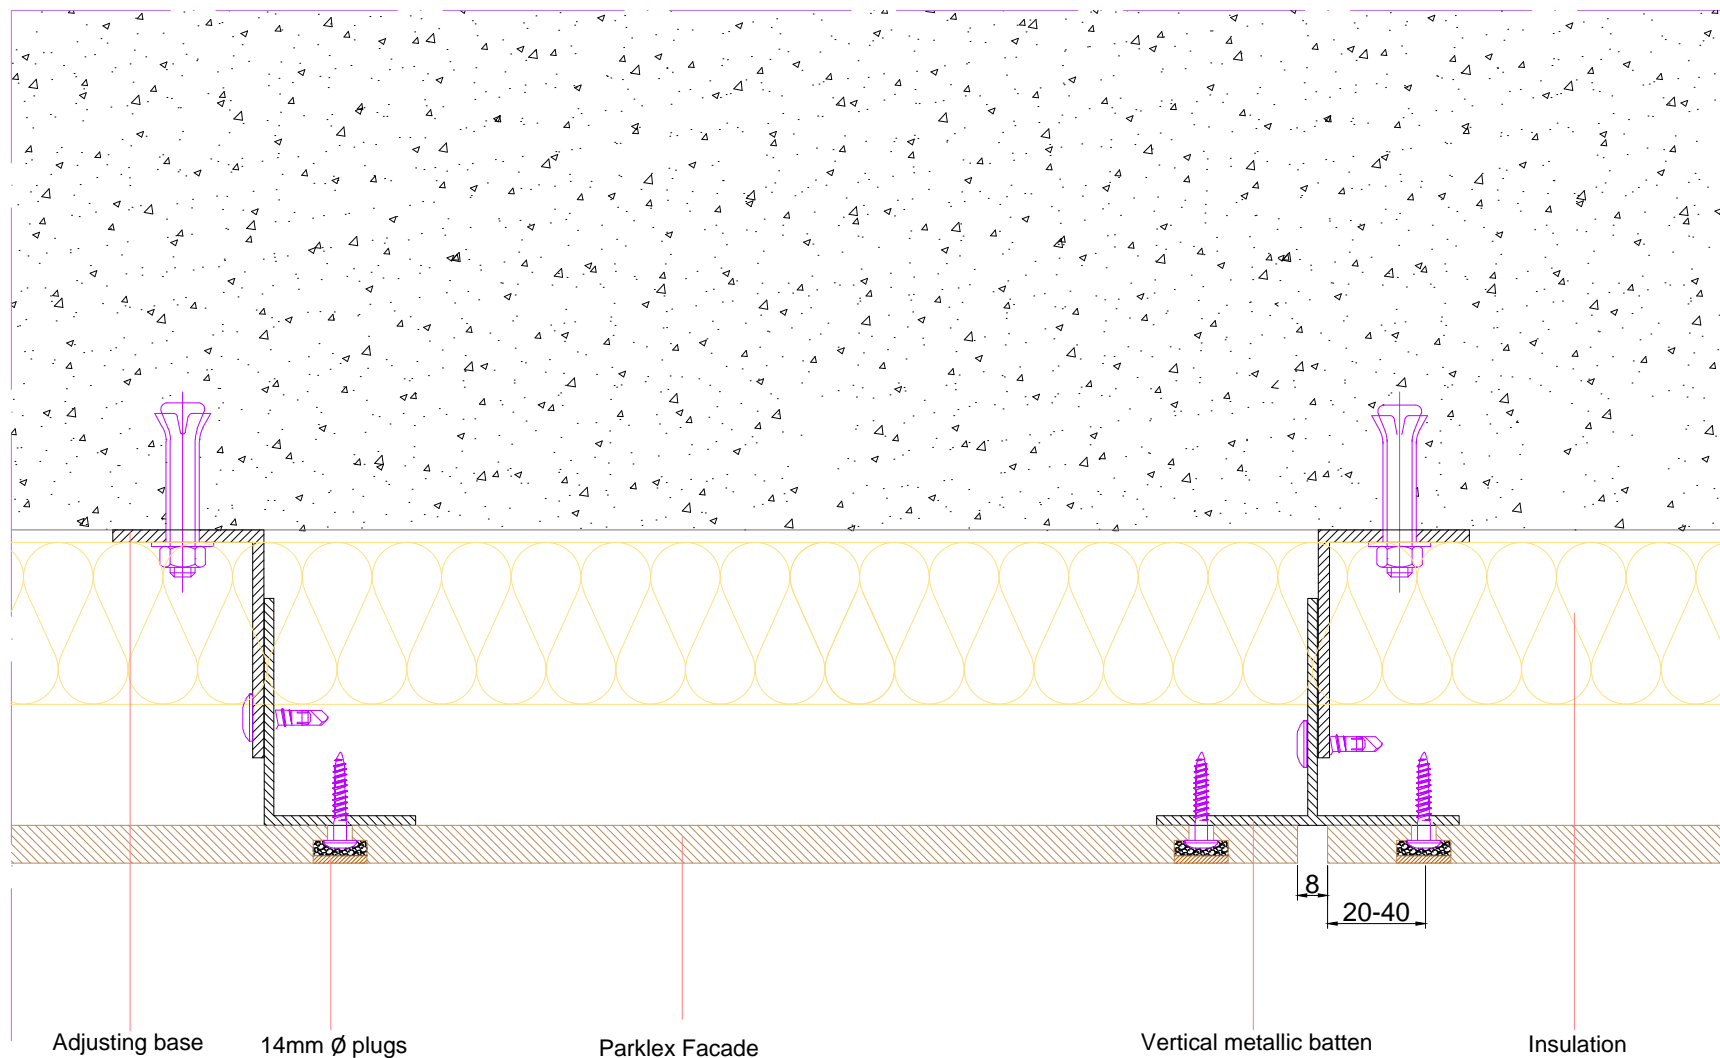 8
20-40
Adjusting base
14mm Ø plugs
Parklex Facade
Vertical metallic batten
Insulation